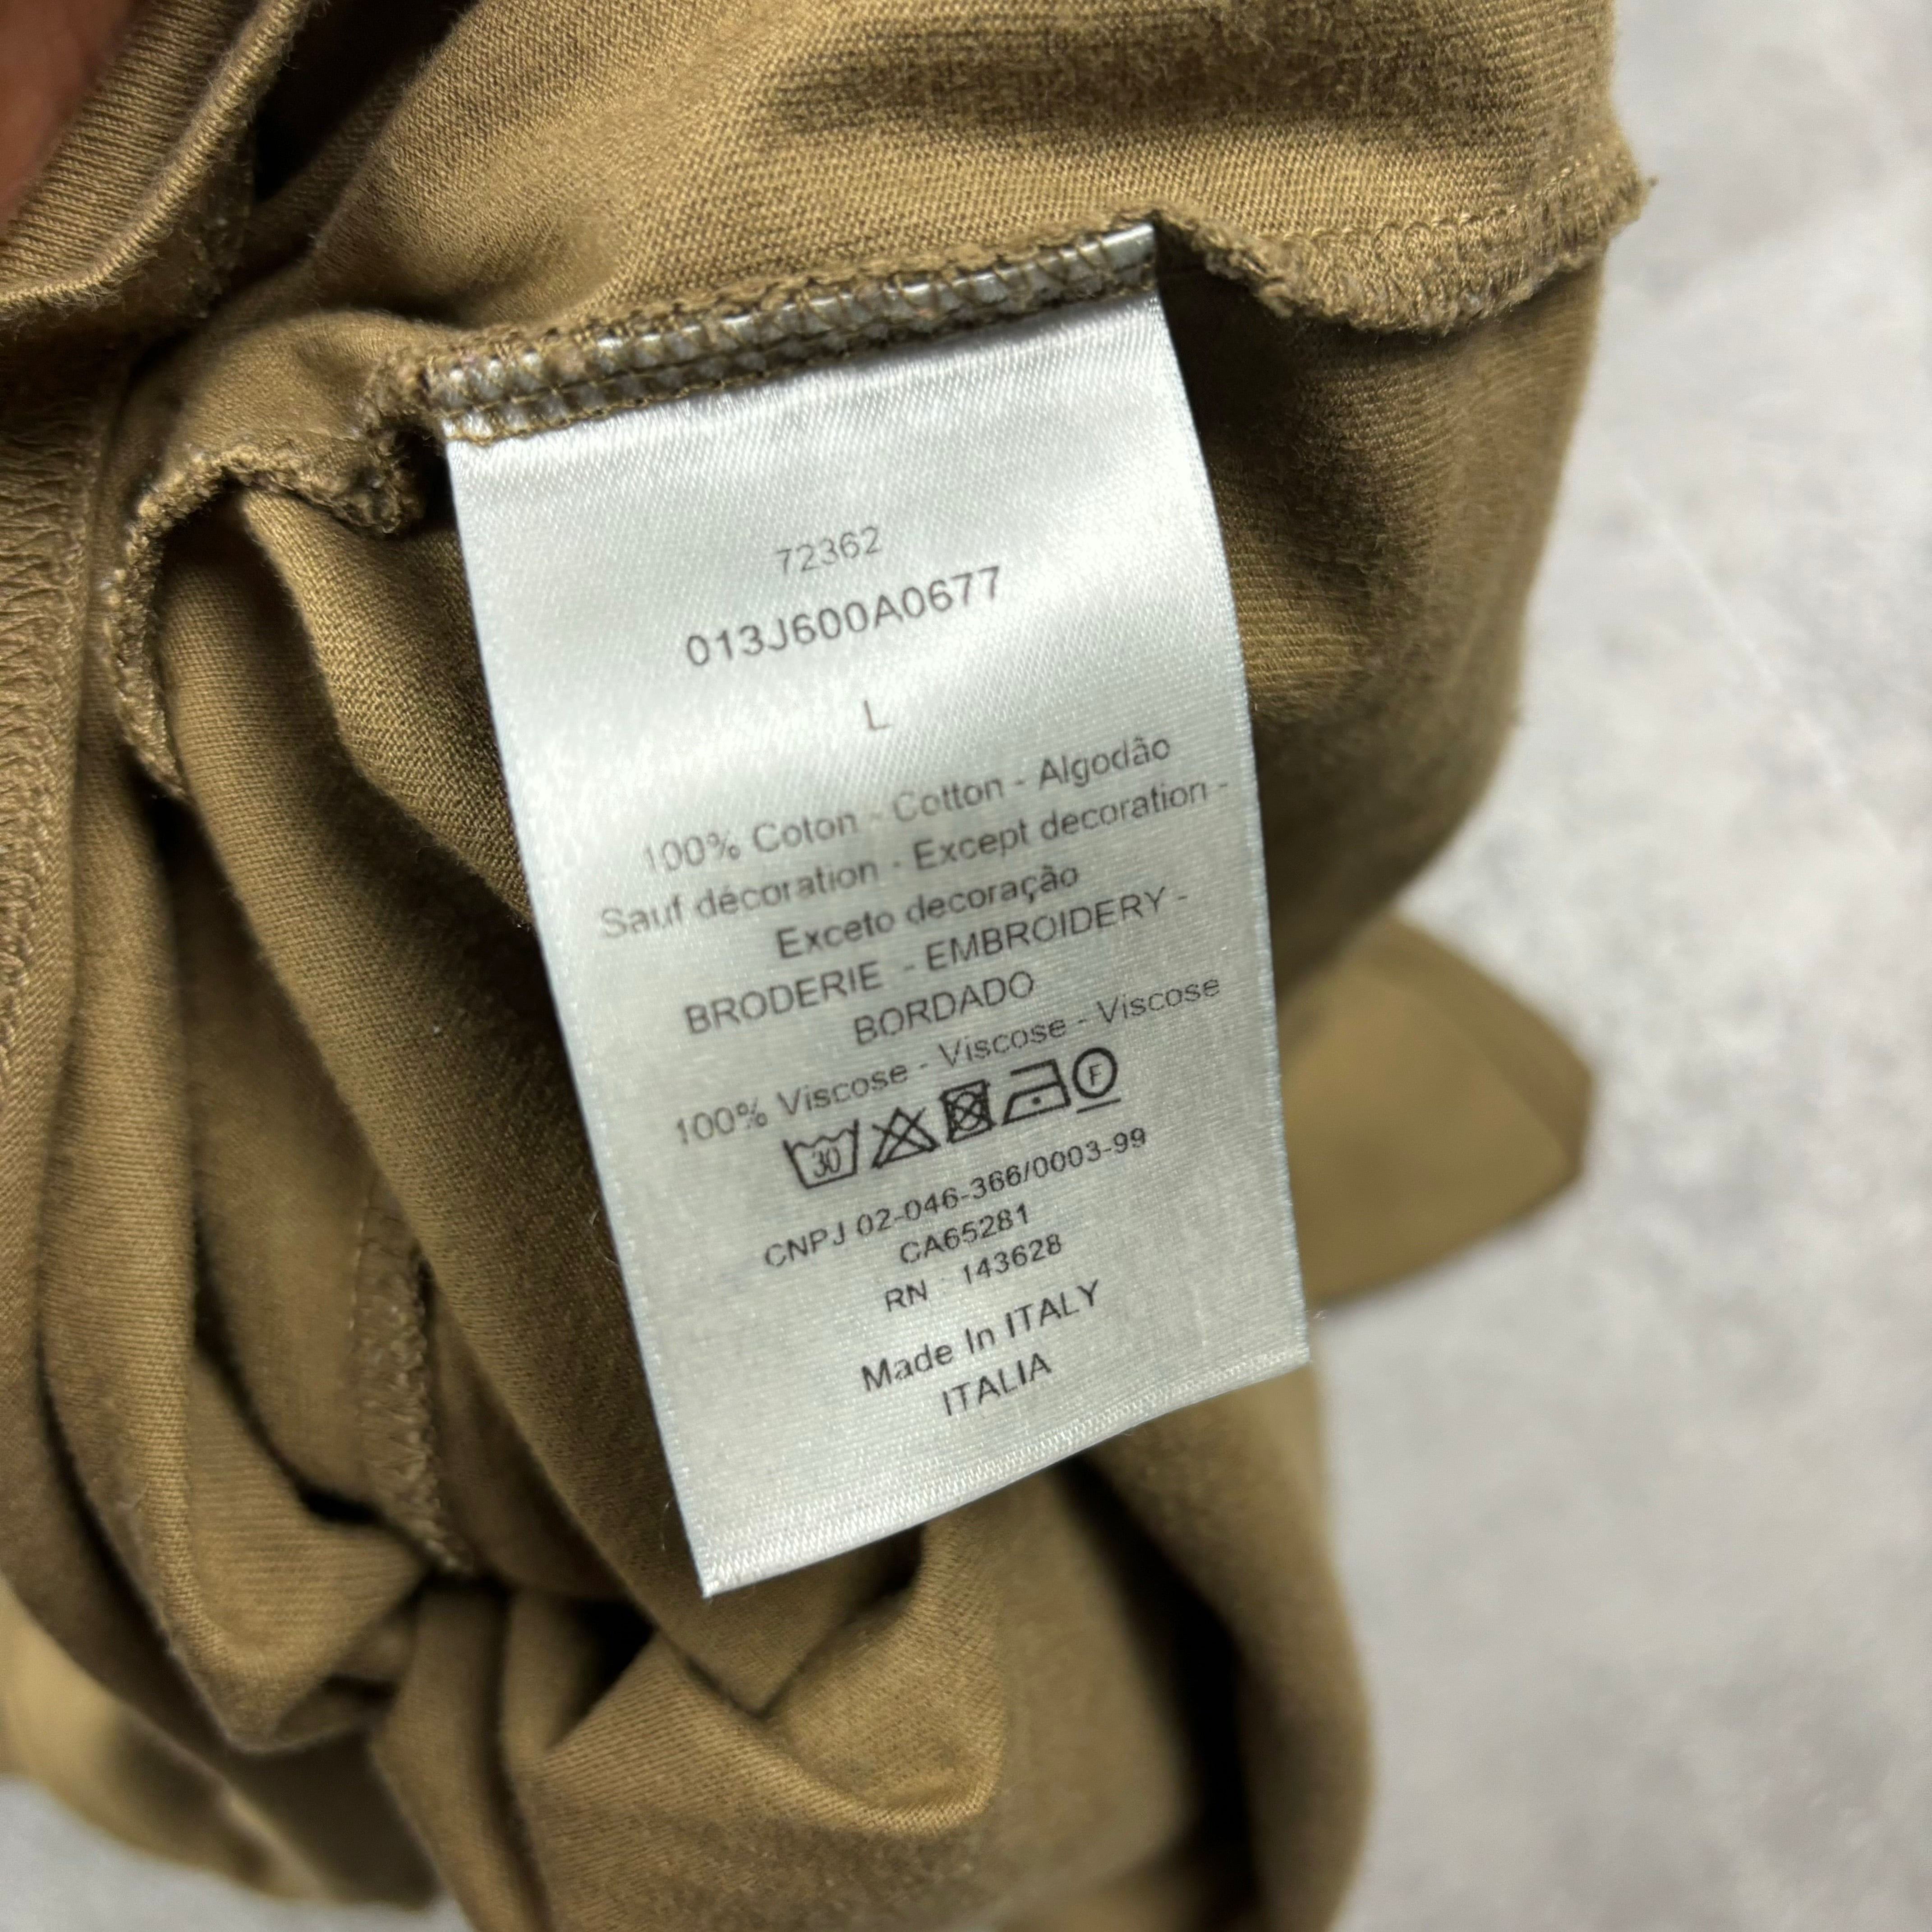 72362
013J600A0677
L
100% Coton - Cotton - Algodão
Sauf décoration - Except decoration -
Exceto decoração
BRODERIE - EMBROIDERY -
BORDADO
100% Viscose - Viscose - Viscose
30 F
CNPJ 02-046-366/0003-99
CA65281
RN 143628
Made In ITALY
ITALIA